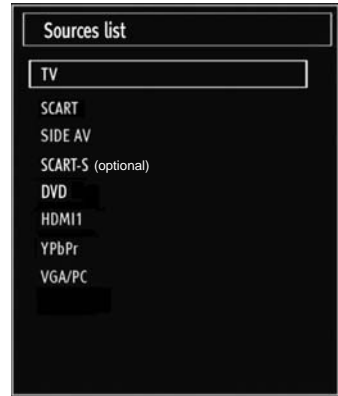 Sources list
TV
SCART
SIDE AV
SCART-S (optional)
DVD
HDMI1
YPbPr
VGA/PC